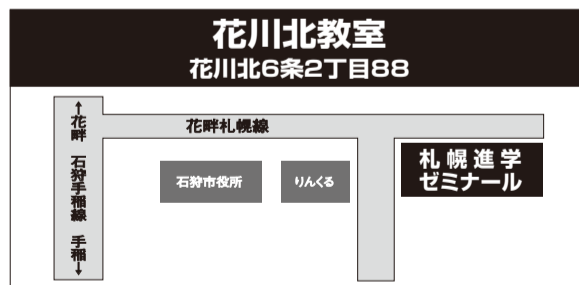 花川北教室
花川北6条2丁目88
↑花畔 石狩手稲線 手稲↓
花畔札幌線
石狩市役所
りんくる
札幌進学
ゼミナール